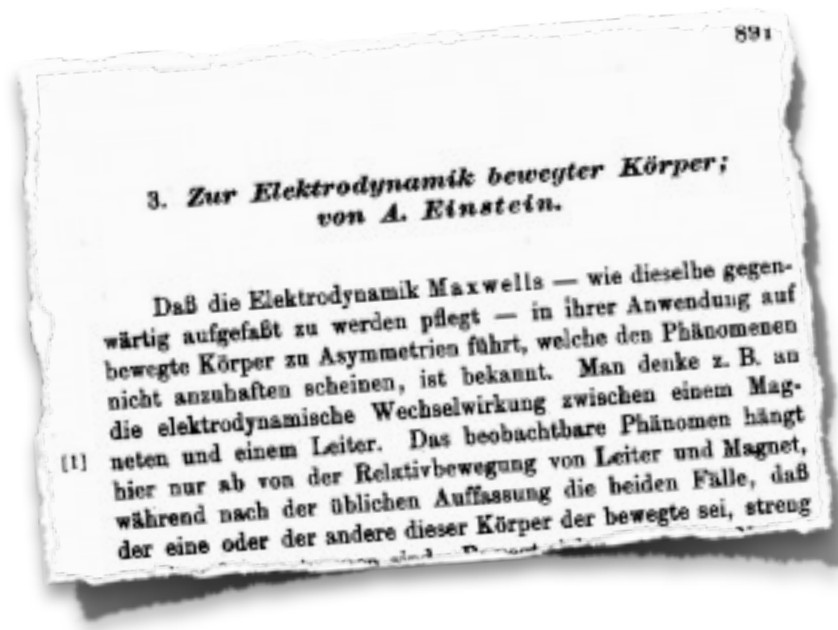 891
3. Zur Elektrodynamik bewegter Körper;
von A. Einstein.
Daß die Elektrodynamik Maxwells — wie dieselbe gegen-
wärtig aufgefaßt zu werden pflegt — in ihrer Anwendung auf
bewegte Körper zu Asymmetrien führt, welche den Phänomenen
nicht anzuhaften scheinen, ist bekannt. Man denke z. B. an
die elektrodynamische Wechselwirkung zwischen einem Mag-
[1] neten und einem Leiter. Das beobachtbare Phänomen hängt
hier nur ab von der Relativbewegung von Leiter und Magnet,
während nach der üblichen Auffassung die beiden Fälle, daß
der eine oder der andere dieser Körper der bewegte sei, streng